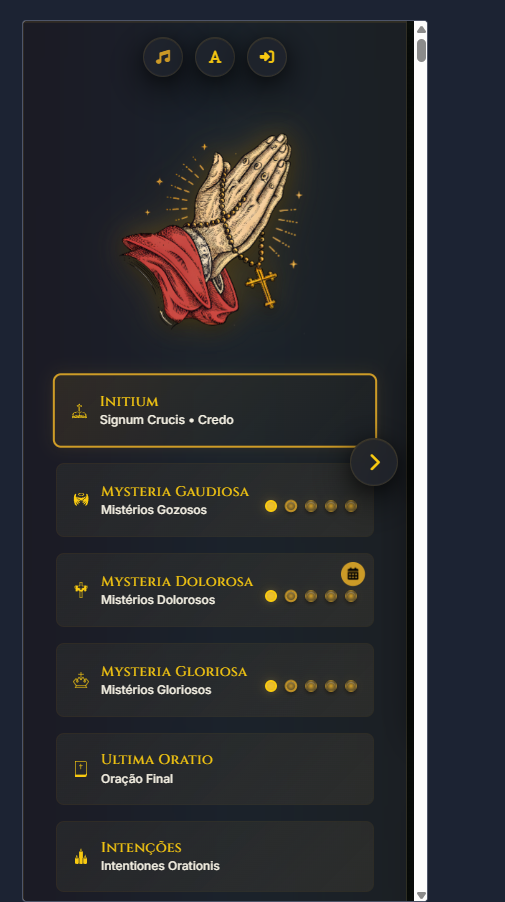 A
Initium
Signum Crucis • Credo
Mysteria Gaudiosa
Mistérios Gozosos
Mysteria Dolorosa
Mistérios Dolorosos
Mysteria Gloriosa
Mistérios Gloriosos
Ultima Oratio
Oração Final
Intenções
Intentiones Orationis